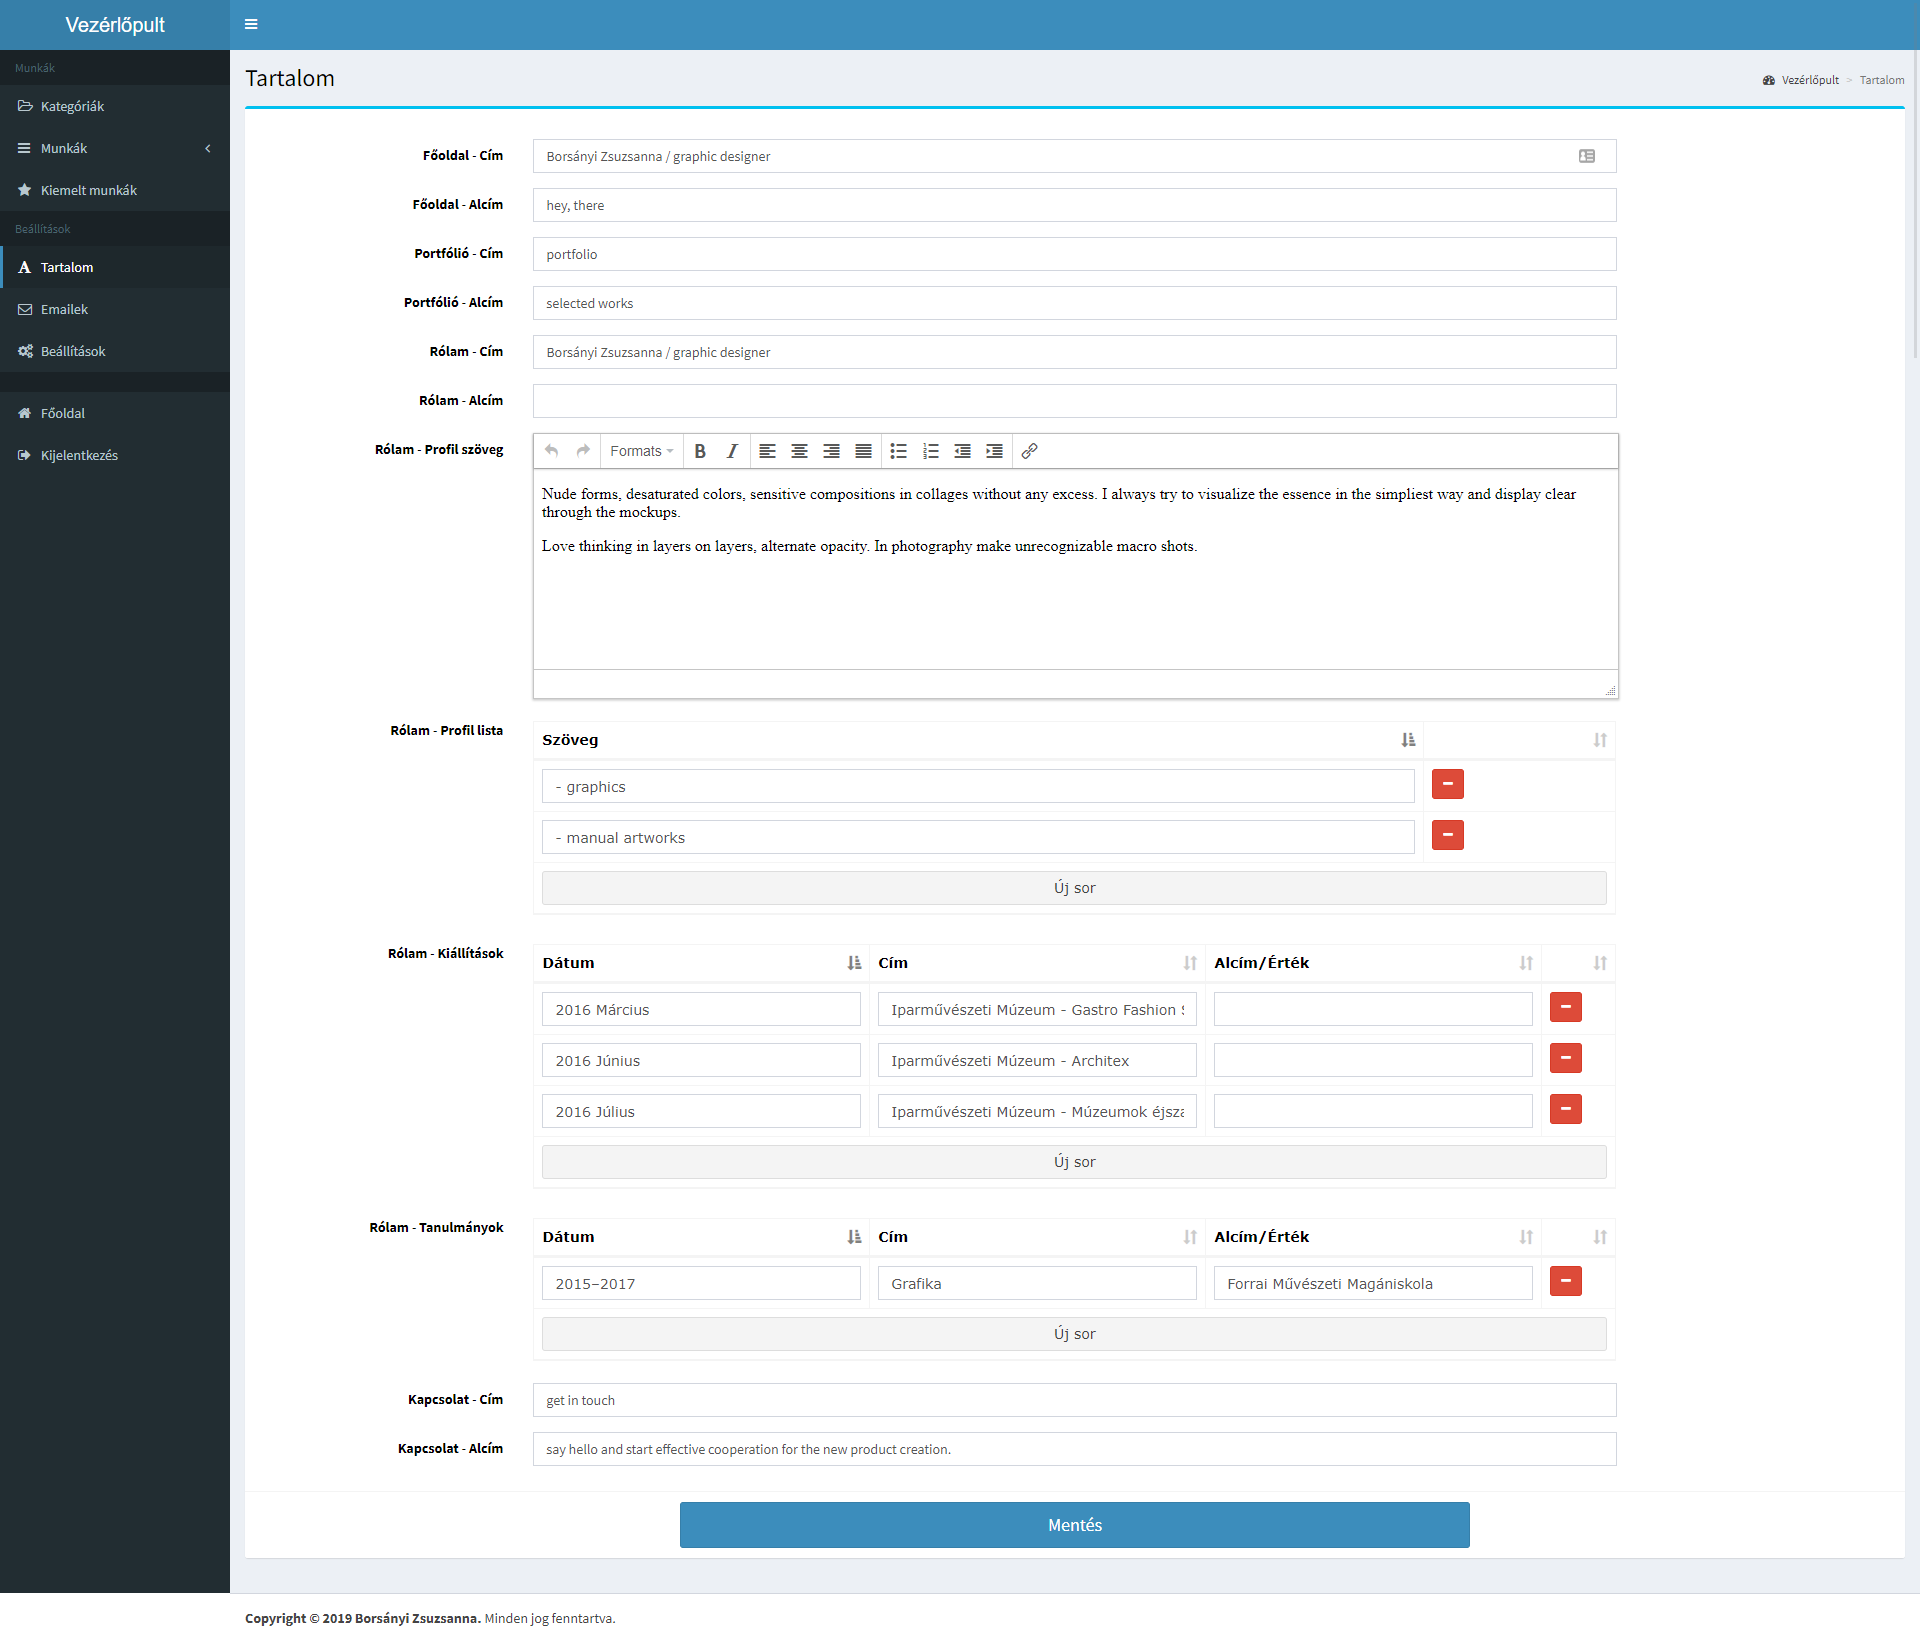 Vezérlőpult
Munkák
Kategóriák
Munkák
Kiemelt munkák
Beállítások
Tartalom
Emailek
Beállítások
Főoldal
Kijelentkezés
Tartalom
Vezérlőpult > Tartalom
Főoldal - Cím
Borsányi Zsuzsanna / graphic designer
Főoldal - Alcím
hey, there
Portfólió - Cím
portfolio
Portfólió - Alcím
selected works
Rólam - Cím
Borsányi Zsuzsanna / graphic designer
Rólam - Alcím
Rólam - Profil szöveg
Formats B I
Nude forms, desaturated colors, sensitive compositions in collages without any excess. I always try to visualize the essence in the simpliest way and display clear
through the mockups.
Love thinking in layers on layers, alternate opacity. In photography make unrecognizable macro shots.
Rólam - Profil lista
Szöveg
- graphics
- manual artworks
Új sor
Rólam - Kiállítások
Dátum Cím Alcím/Érték
2016 Március Iparművészeti Múzeum - Gastro Fashion
2016 Június Iparművészeti Múzeum - Architex
2016 Július Iparművészeti Múzeum - Múzeumok éjsza
Új sor
Rólam - Tanulmányok
Dátum Cím Alcím/Érték
2015–2017 Grafika Forrai Művészeti Magániskola
Új sor
Kapcsolat - Cím
get in touch
Kapcsolat - Alcím
say hello and start effective cooperation for the new product creation.
Mentés
Copyright © 2019 Borsányi Zsuzsanna. Minden jog fenntartva.